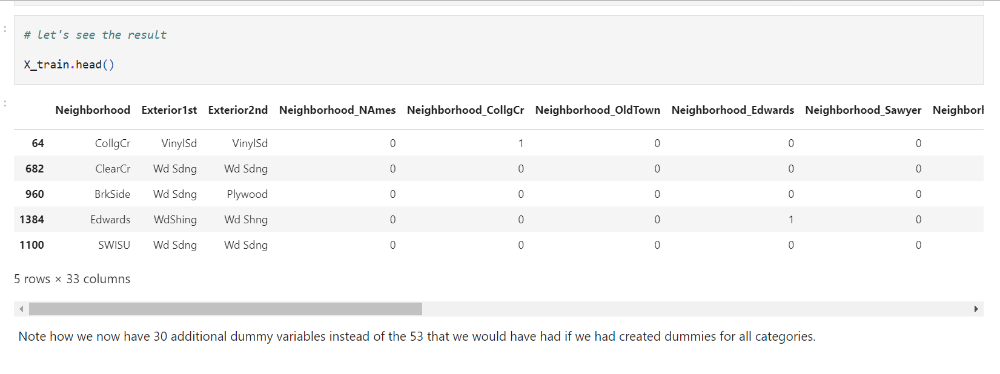 # let's see the result
X_train.head()
Neighborhood Exterior1st Exterior2nd Neighborhood_NAmes Neighborhood_CollgCr Neighborhood_OldTown Neighborhood_Edwards Neighborhood_Sawyer Neighborl
64 CollgCr VinylSd VinylSd 0 1 0 0 0
682 ClearCr Wd Sdng Wd Sdng 0 0 0 0 0
960 BrkSide Wd Sdng Plywood 0 0 0 0 0
1384 Edwards WdShing Wd Shng 0 0 0 1 0
1100 SWISU Wd Sdng Wd Sdng 0 0 0 0 0
5 rows × 33 columns
Note how we now have 30 additional dummy variables instead of the 53 that we would have had if we had created dummies for all categories.